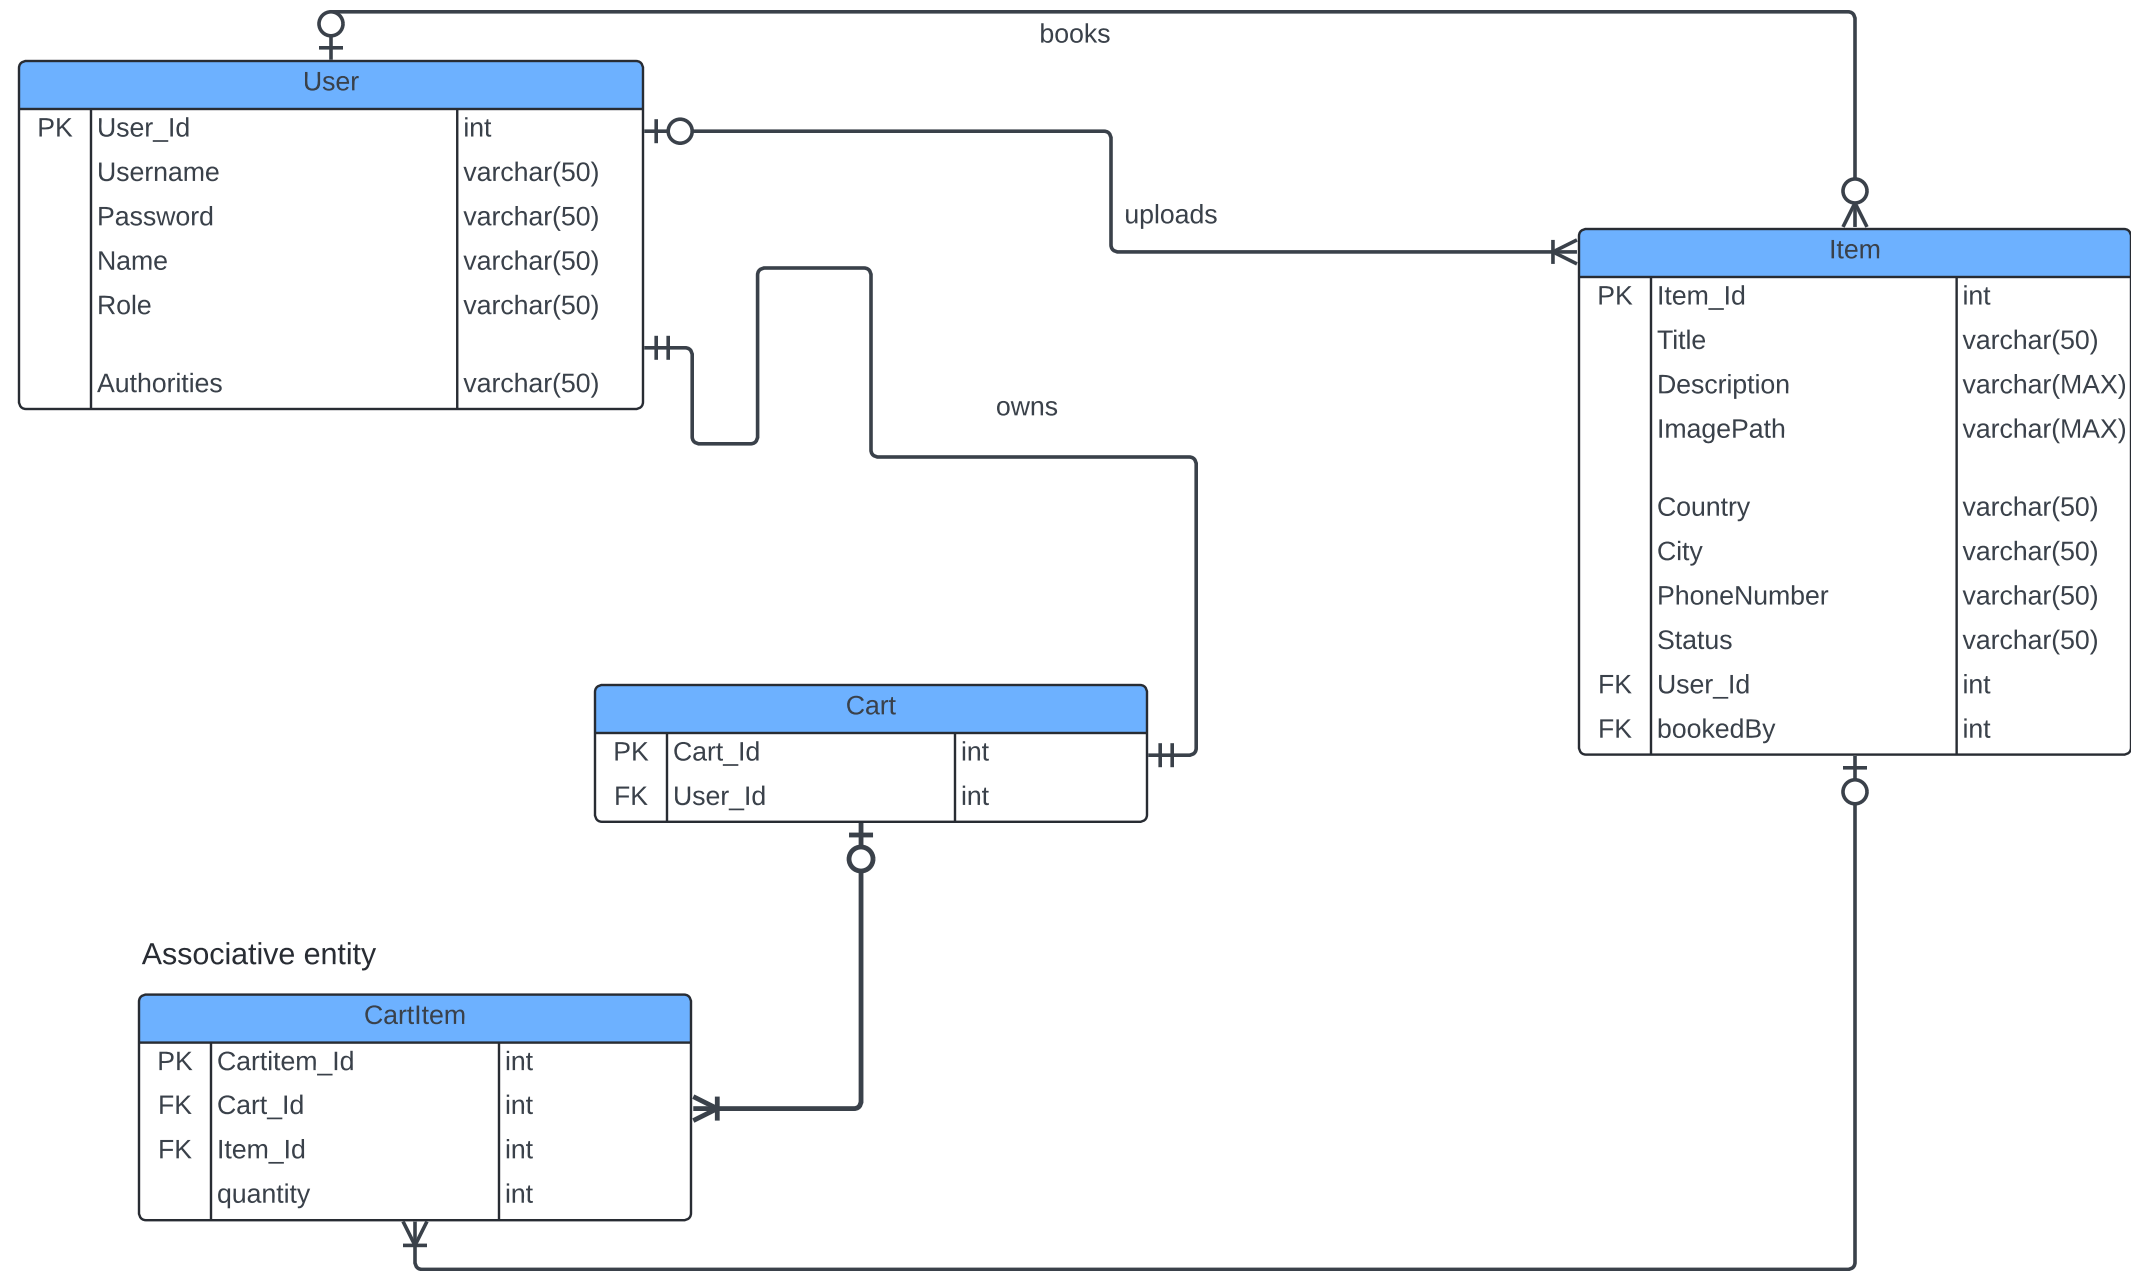 books
User
PK User_Id int
Username varchar(50)
Password varchar(50)
Name varchar(50)
Role varchar(50)
Authorities varchar(50)
uploads
owns
Item
PK Item_Id int
Title varchar(50)
Description varchar(MAX)
ImagePath varchar(MAX)
Country varchar(50)
City varchar(50)
PhoneNumber varchar(50)
Status varchar(50)
FK User_Id int
FK bookedBy int
Cart
PK Cart_Id int
FK User_Id int
Associative entity
CartItem
PK Cartitem_Id int
FK Cart_Id int
FK Item_Id int
quantity int